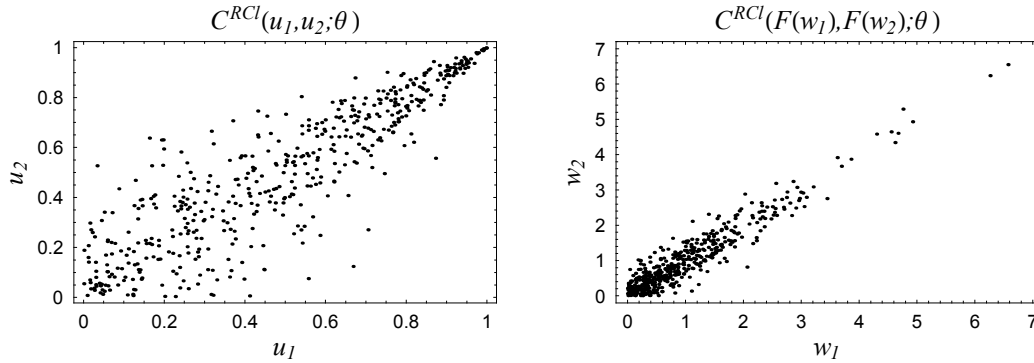 C^{RCl}(u_1,u_2;θ)
1
0.8
0.6
0.4
0.2
0
u_2
0 0.2 0.4 0.6 0.8 1
u_1
C^{RCl}(F(w_1),F(w_2);θ)
7
6
5
4
3
2
1
0
w_2
0 1 2 3 4 5 6 7
w_1